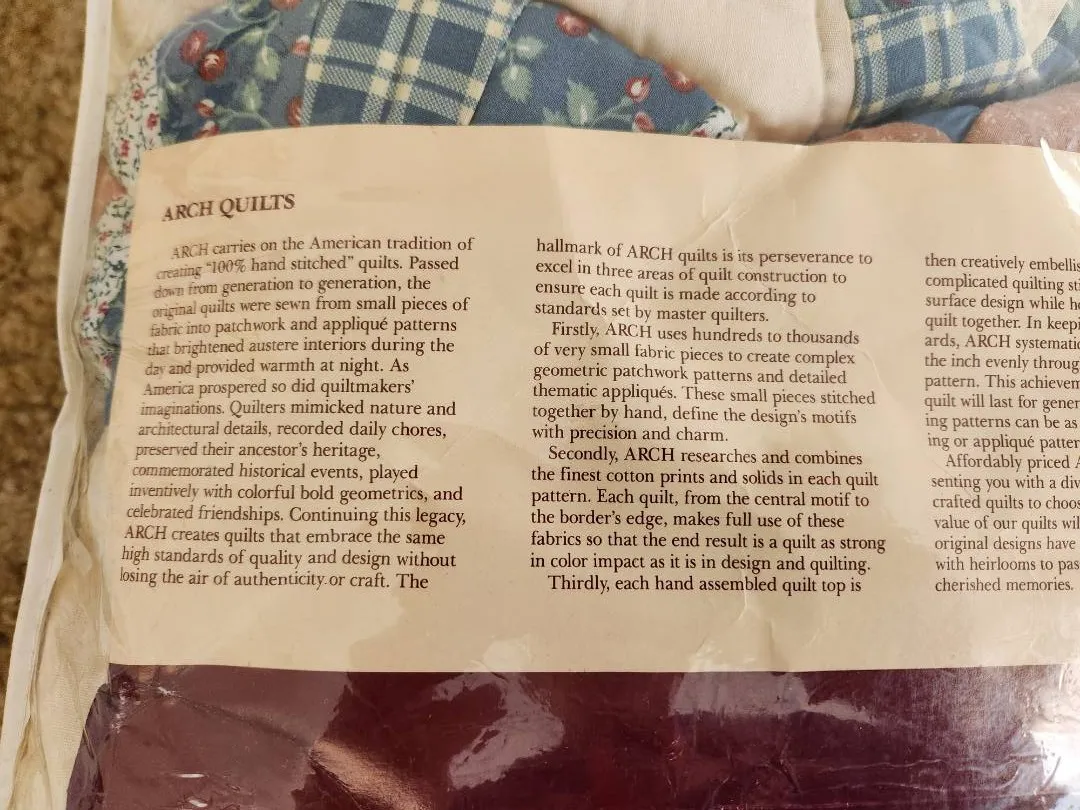 ARCH QUILTS
ARCH carries on the American tradition of
creating "100% hand stitched" quilts. Passed
down from generation to generation, the
original quilts were sewn from small pieces of
fabric into patchwork and appliqué patterns
that brightened austere interiors during the
day and provided warmth at night. As
America prospered so did quiltmakers'
imaginations. Quilters mimicked nature and
architectural details, recorded daily chores,
preserved their ancestor's heritage,
commemorated historical events, played
inventively with colorful bold geometrics, and
celebrated friendships. Continuing this legacy,
ARCH creates quilts that embrace the same
high standards of quality and design without
losing the air of authenticity or craft. The
hallmark of ARCH quilts is its perseverance to
excel in three areas of quilt construction to
ensure each quilt is made according to
standards set by master quilters.
Firstly, ARCH uses hundreds to thousands
of very small fabric pieces to create complex
geometric patchwork patterns and detailed
thematic appliqués. These small pieces stitched
together by hand, define the design's motifs
with precision and charm.
Secondly, ARCH researches and combines
the finest cotton prints and solids in each quilt
pattern. Each quilt, from the central motif to
the border's edge, makes full use of these
fabrics so that the end result is a quilt as strong
in color impact as it is in design and quilting.
Thirdly, each hand assembled quilt top is
then creatively embellis
complicated quilting sti
surface design while ho
quilt together. In keepi
ards, ARCH systematic
the inch evenly throug
pattern. This achievem
quilt will last for gener
ing patterns can be as
ing or appliqué patter
Affordably priced A
senting you with a div
crafted quilts to choos
value of our quilts wil
original designs have
with heirlooms to pas
cherished memories.